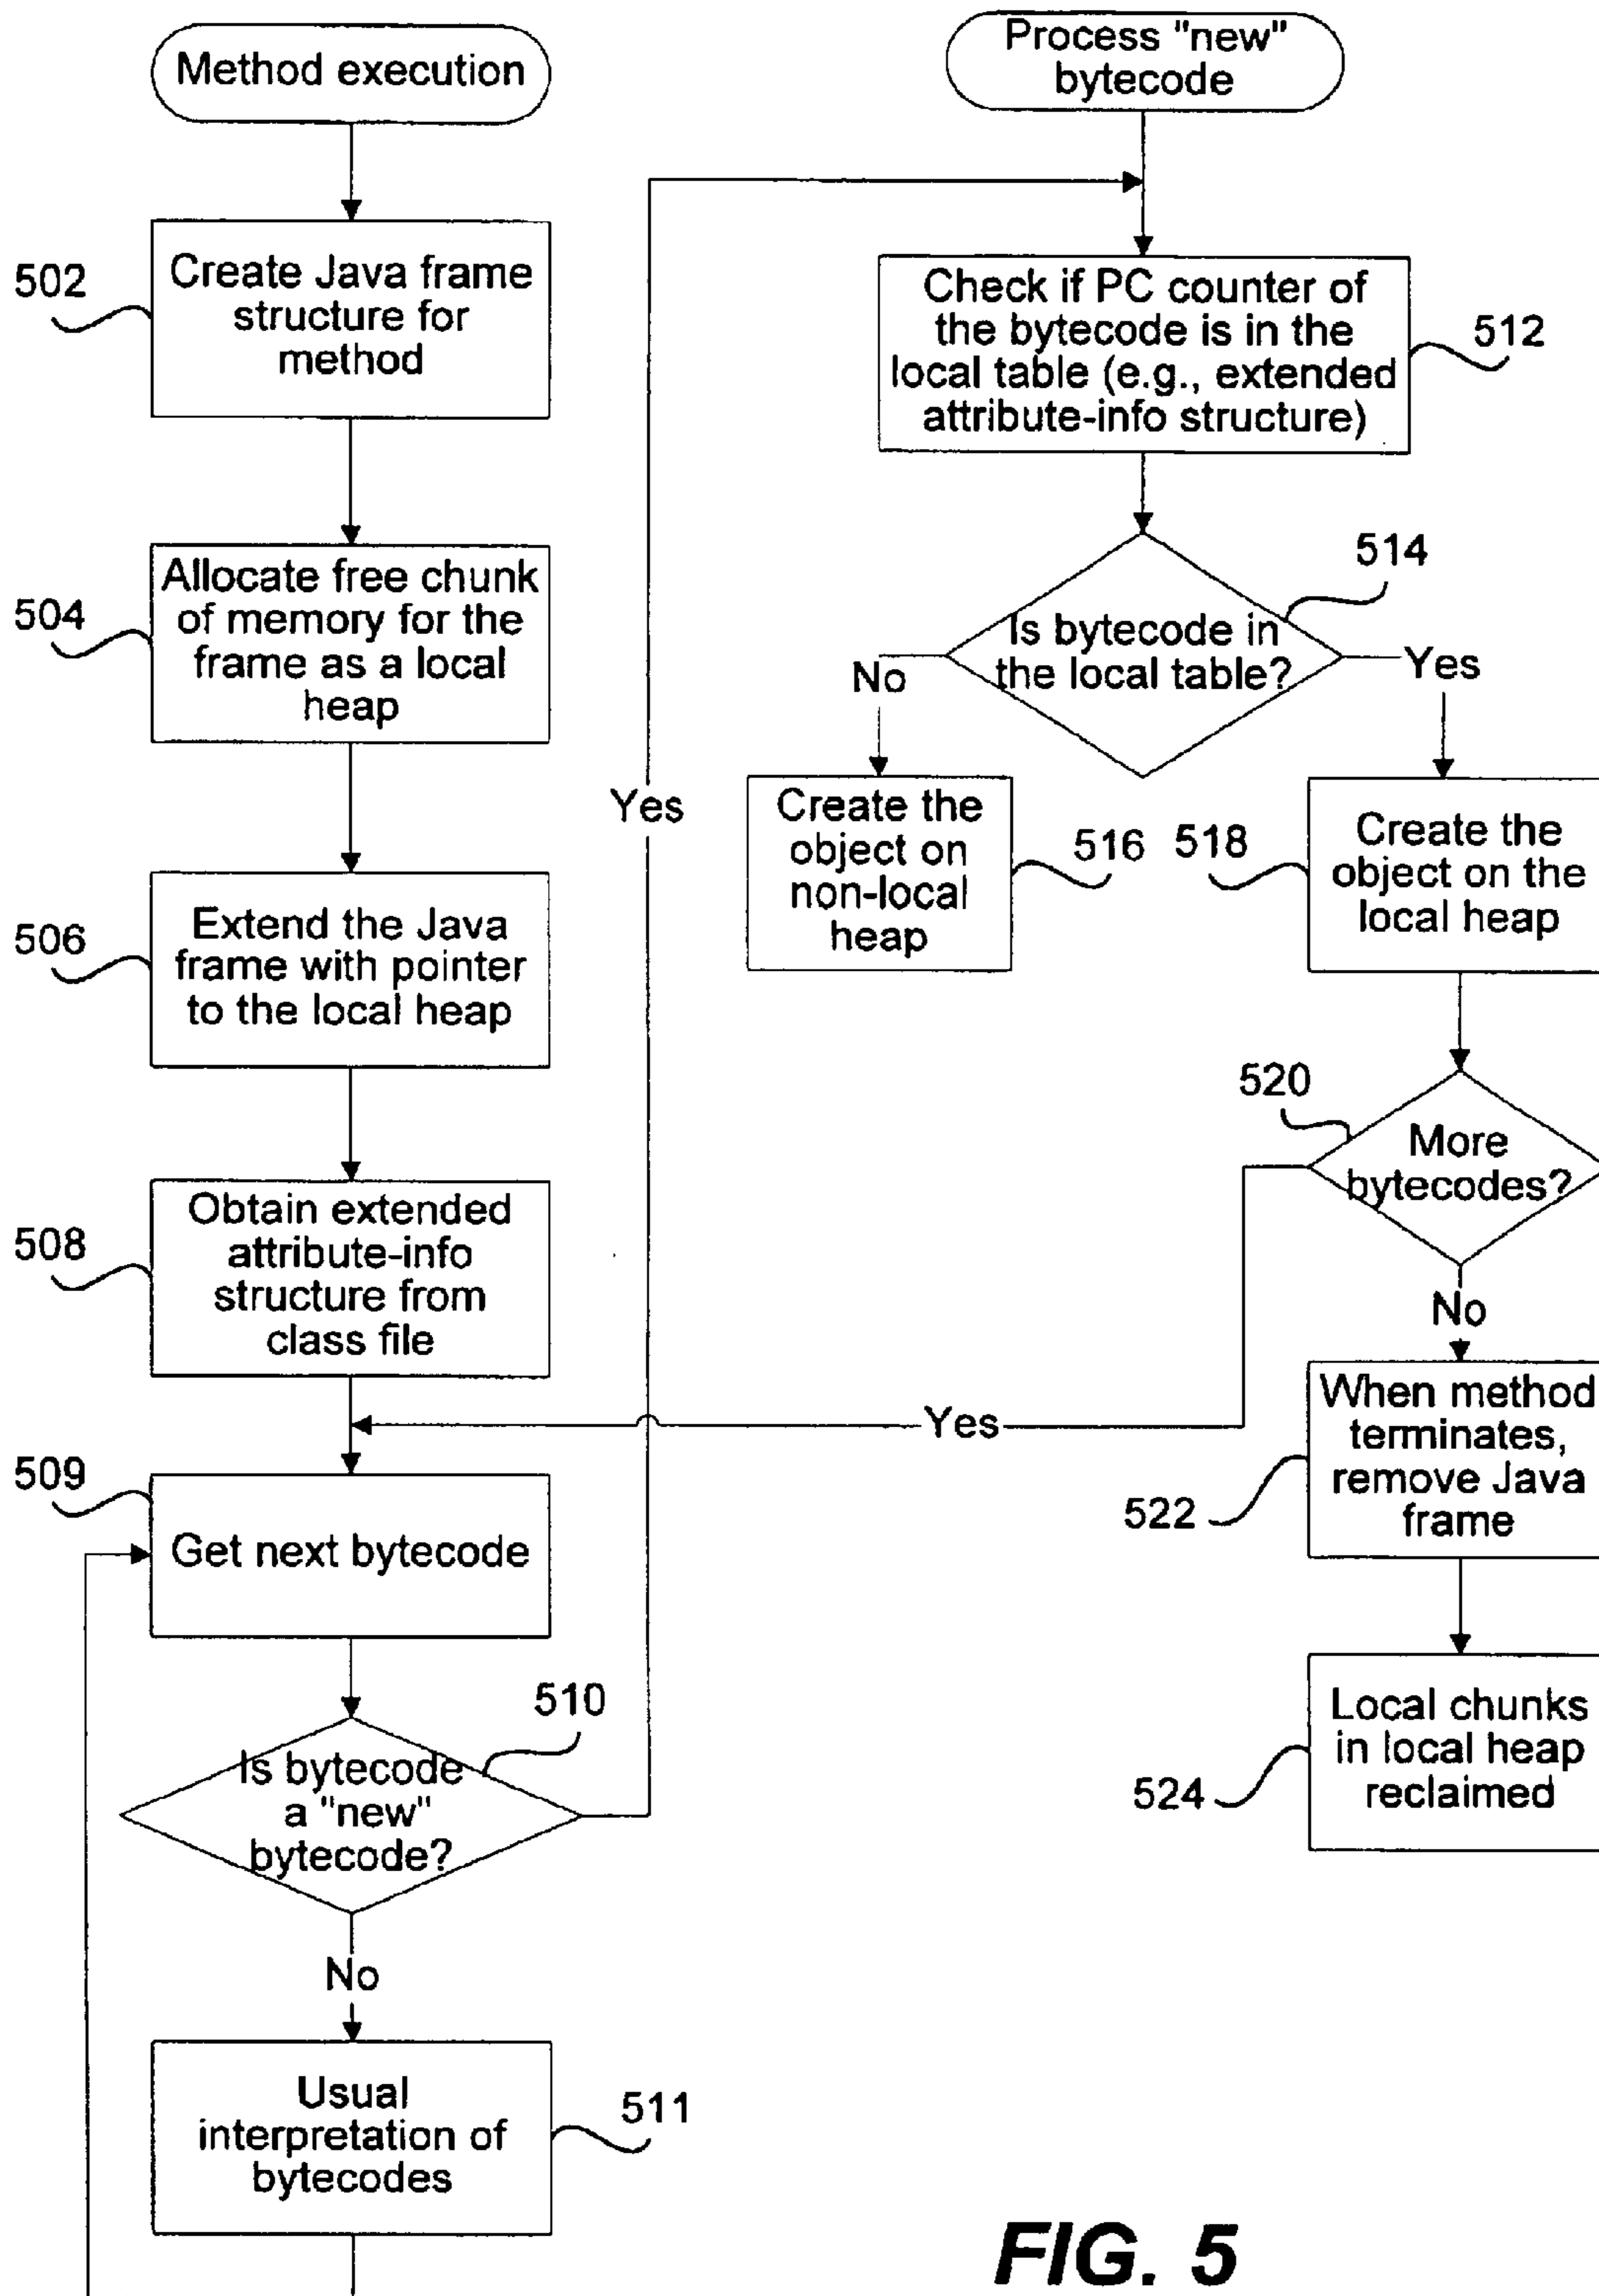 Method execution
502
Create Java frame
structure for
method
504
Allocate free chunk
of memory for the
frame as a local
heap
506
Extend the Java
frame with pointer
to the local heap
508
Obtain extended
attribute-info
structure from
class file
509
Get next bytecode
510
Is bytecode
a "new"
bytecode?
Yes
No
Usual
interpretation of
bytecodes
511
Process "new"
bytecode
Check if PC counter of
the bytecode is in the
local table (e.g., extended
attribute-info structure)
512
514
Is bytecode in
the local table?
No
Yes
Create the
object on
non-local
heap
516
518
Create the
object on the
local heap
520
More
bytecodes?
Yes
No
When method
terminates,
remove Java
frame
522
Local chunks
in local heap
reclaimed
524
FIG. 5